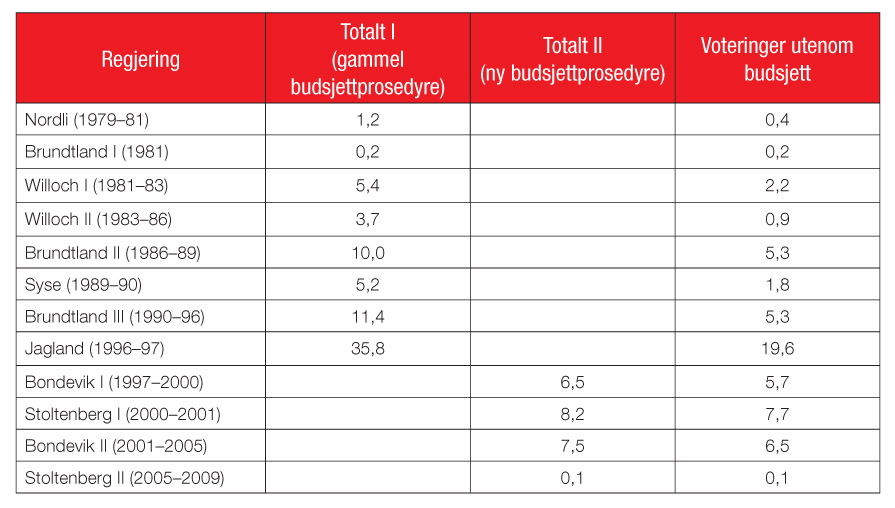 Regjering Totalt I (gammel budsjettprosedyre) Totalt II (ny budsjettprosedyre) Voteringer utenom budsjett
Nordli (1979–81) 1,2 0,4
Brundtland I (1981) 0,2 0,2
Willoch I (1981–83) 5,4 2,2
Willoch II (1983–86) 3,7 0,9
Brundtland II (1986–89) 10,0 5,3
Syse (1989–90) 5,2 1,8
Brundtland III (1990–96) 11,4 5,3
Jagland (1996–97) 35,8 19,6
Bondevik I (1997–2000) 6,5 5,7
Stoltenberg I (2000–2001) 8,2 7,7
Bondevik II (2001–2005) 7,5 6,5
Stoltenberg II (2005–2009) 0,1 0,1